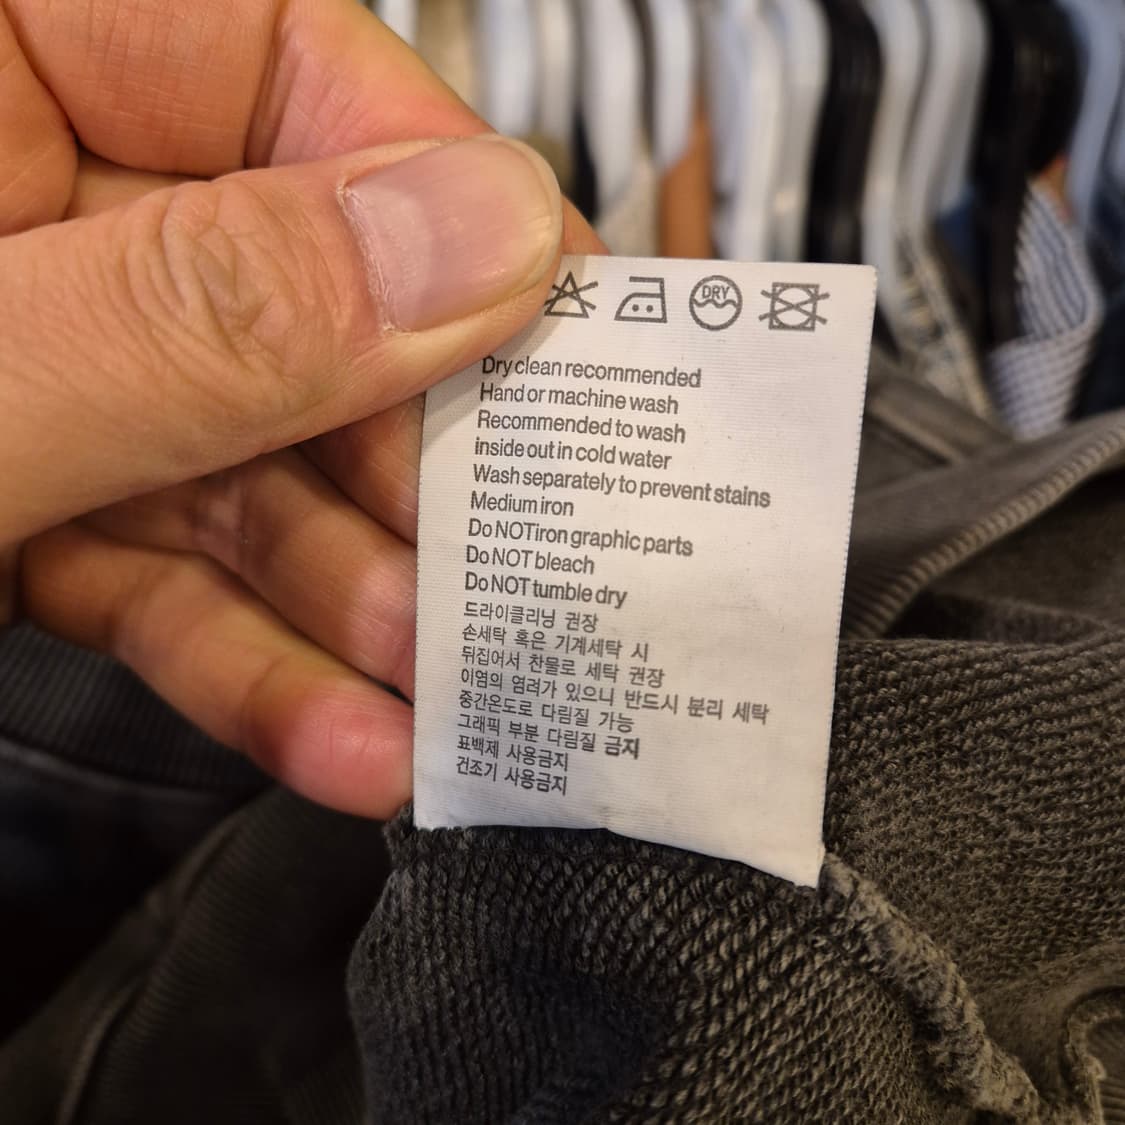 DRY
Dry clean recommended
Hand or machine wash
Recommended to wash
inside out in cold water
Wash separately to prevent stains
Medium iron
Do NOT iron graphic parts
Do NOT bleach
Do NOT tumble dry
드라이클리닝 권장
손세탁 혹은 기계세탁 시
뒤집어서 찬물로 세탁 권장
이염의 염려가 있으니 반드시 분리 세탁
중간온도로 다림질 가능
그래픽 부분 다림질 금지
표백제 사용금지
건조기 사용금지